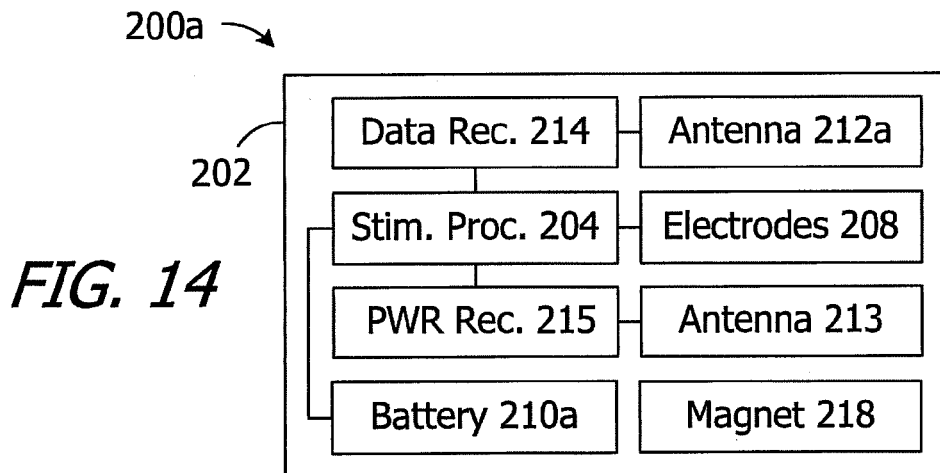 200a
202
Data Rec. 214
Antenna 212a
Stim. Proc. 204
Electrodes 208
PWR Rec. 215
Antenna 213
Battery 210a
Magnet 218
FIG. 14